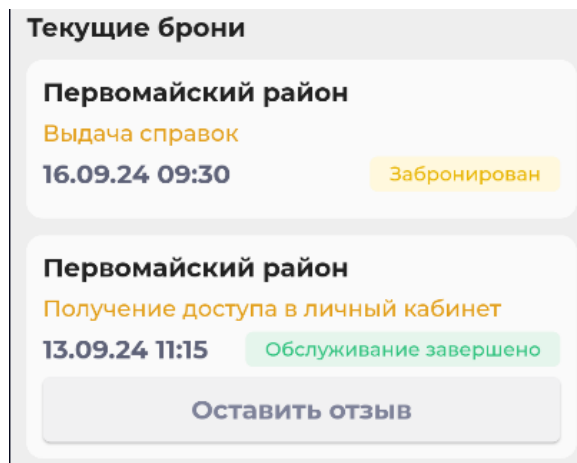 Текущие брони
Первомайский район
Выдача справок
16.09.24 09:30 Забронирован
Первомайский район
Получение доступа в личный кабинет
13.09.24 11:15 Обслуживание завершено
Оставить отзыв